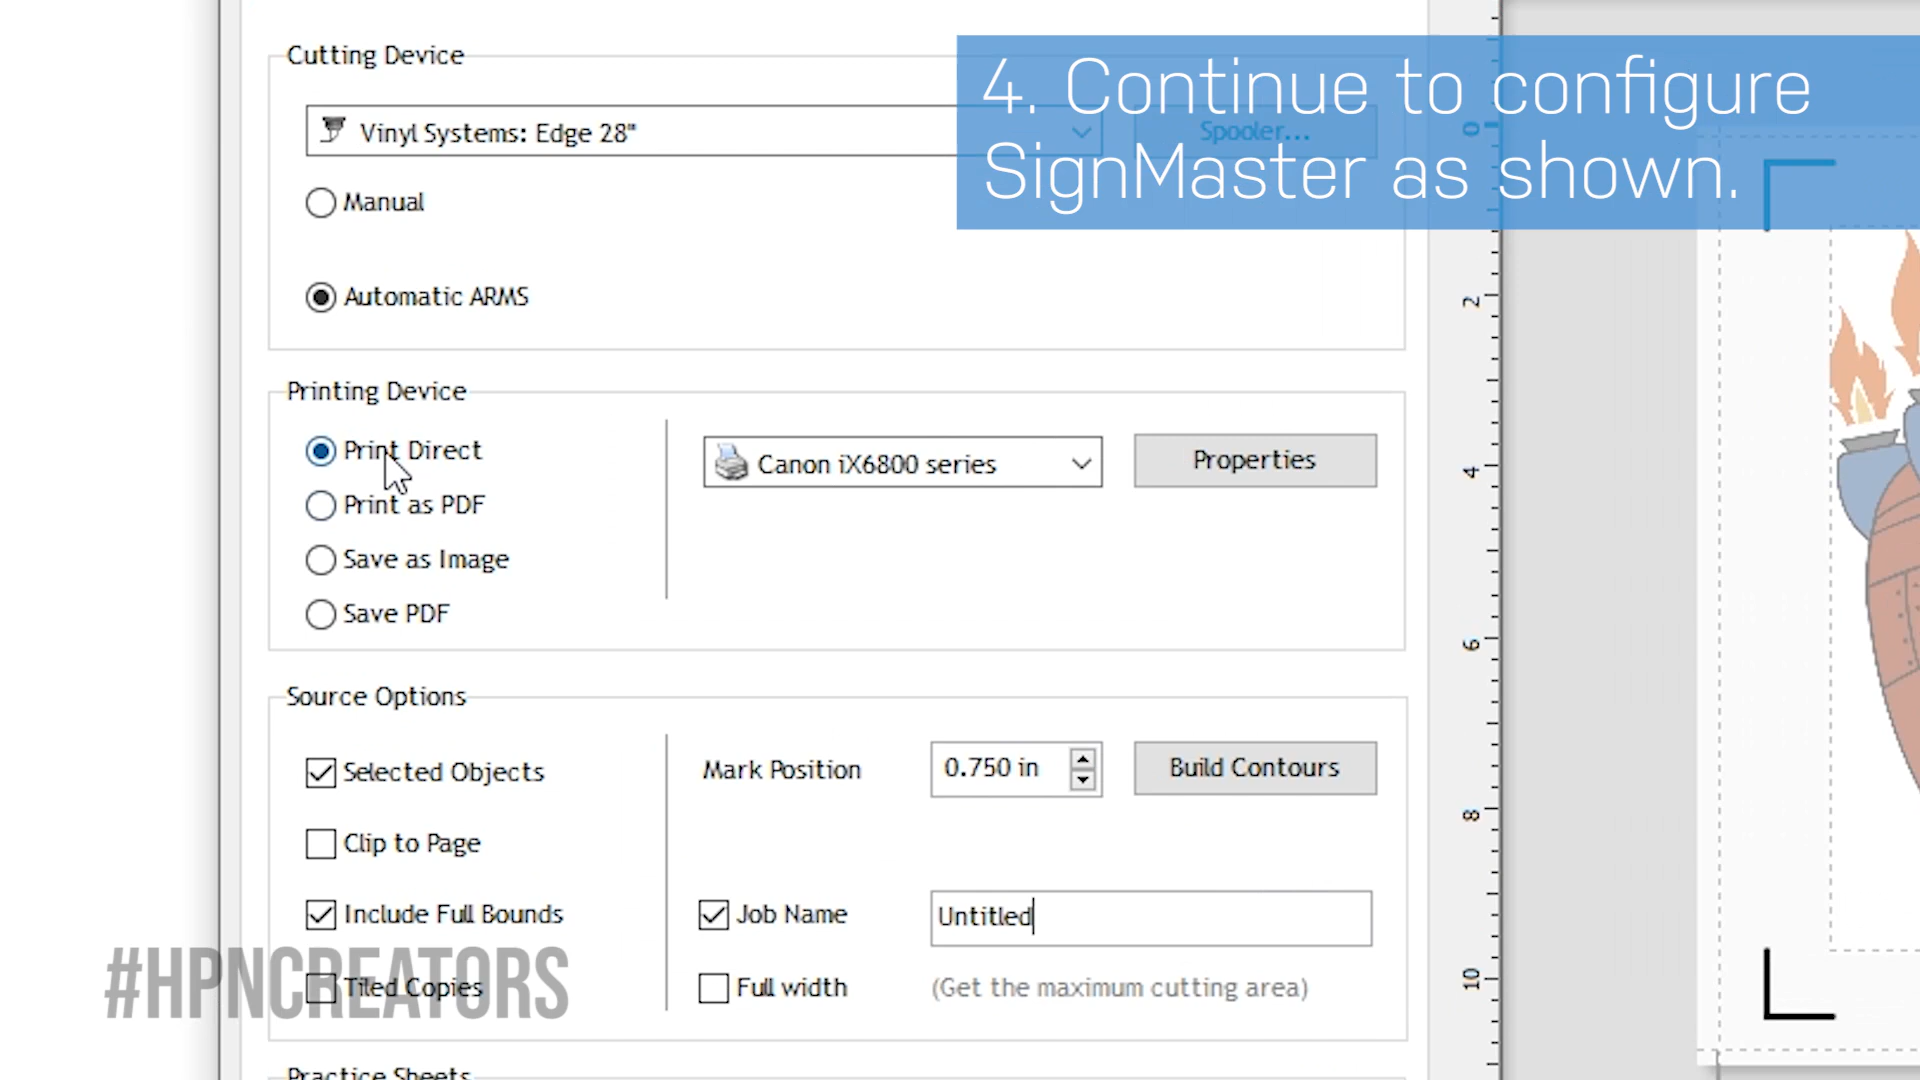 Cutting Device
4. Continue to configure
SignMaster as shown.
Vinyl Systems: Edge 28"
Spooler...
Manual
Automatic ARMS
Printing Device
Print Direct
Canon iX6800 series
Properties
Print as PDF
Save as Image
Save PDF
Source Options
Selected Objects
Mark Position
0.750 in
Build Contours
Clip to Page
Include Full Bounds
Job Name
Untitled
#HPNCREATORS
Tiled Copies
Full width
(Get the maximum cutting area)
Practice Sheets
0
2
4
6
8
10